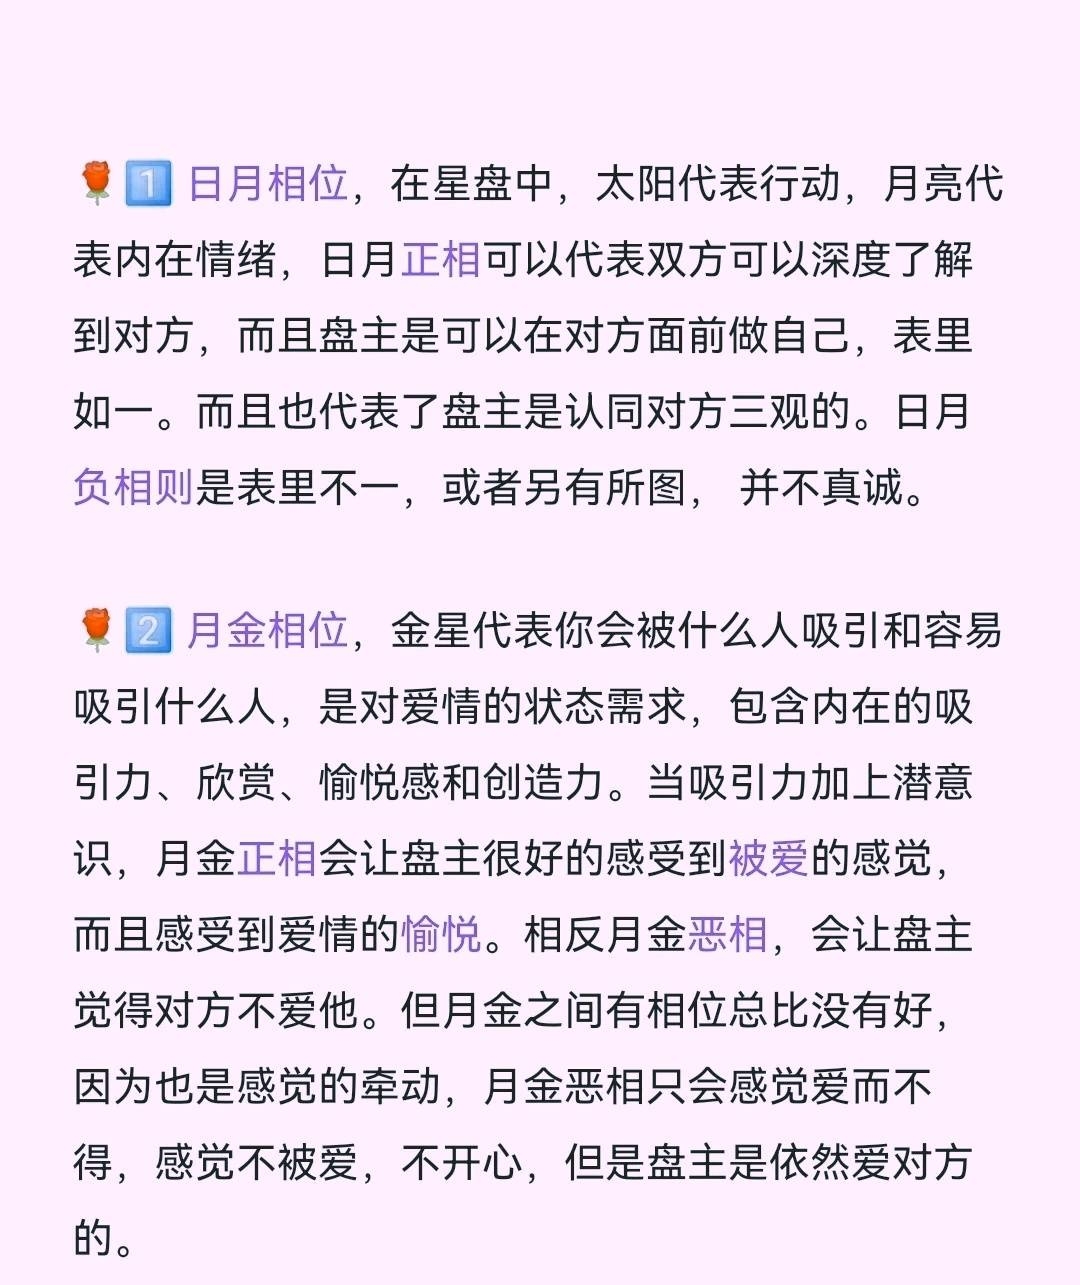 🌹1️⃣ 日月相位，在星盘中，太阳代表行动，月亮代
表内在情绪，日月正相可以代表双方可以深度了解
到对方，而且盘主是可以在对方面前做自己，表里
如一。而且也代表了盘主是认同对方三观的。日月
负相则是表里不一，或者另有所图， 并不真诚。
🌹2️⃣ 月金相位，金星代表你会被什么人吸引和容易
吸引什么人，是对爱情的状态需求，包含内在的吸
引力、欣赏、愉悦感和创造力。当吸引力加上潜意
识，月金正相会让盘主很好的感受到被爱的感觉，
而且感受到爱情的愉悦。相反月金恶相，会让盘主
觉得对方不爱他。但月金之间有相位总比没有好，
因为也是感觉的牵动，月金恶相只会感觉爱而不
得，感觉不被爱，不开心，但是盘主是依然爱对方
的。